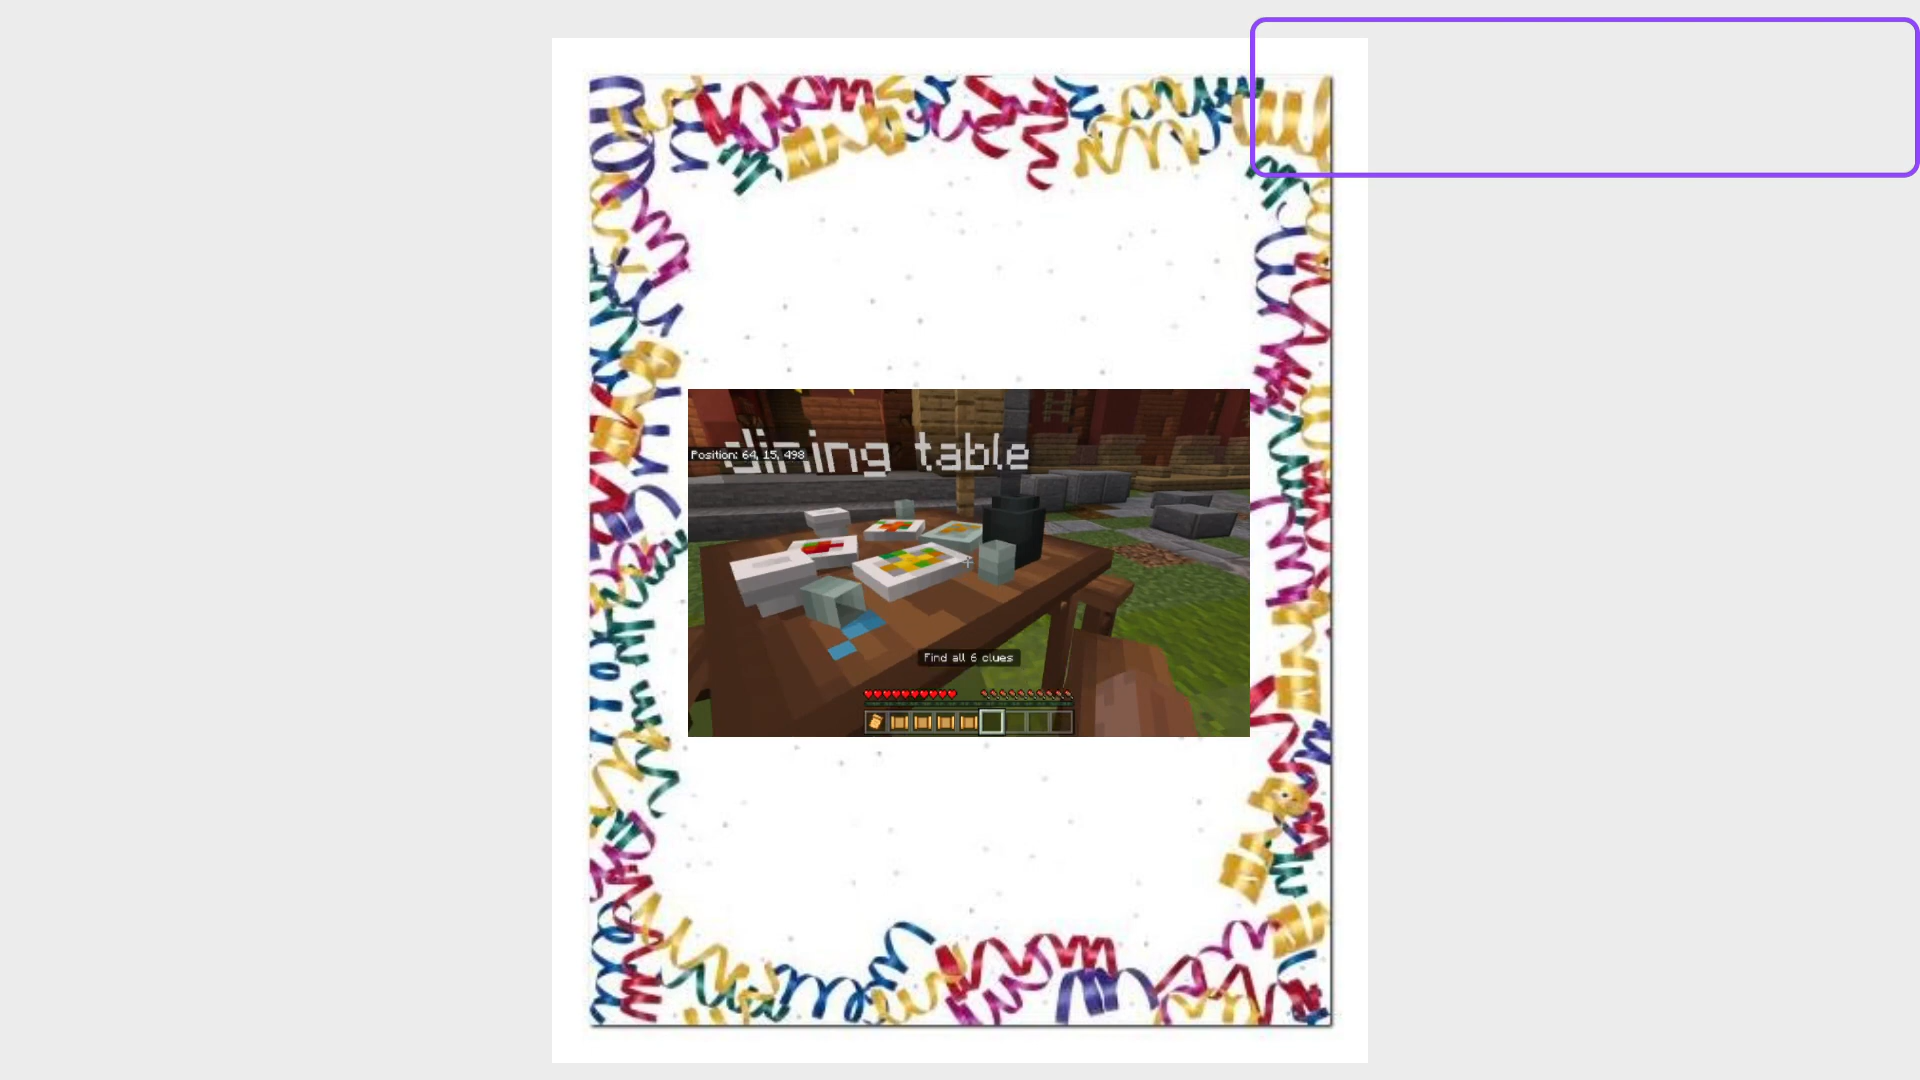 dining table
Position: 64, 15, 498
Find all 6 clues